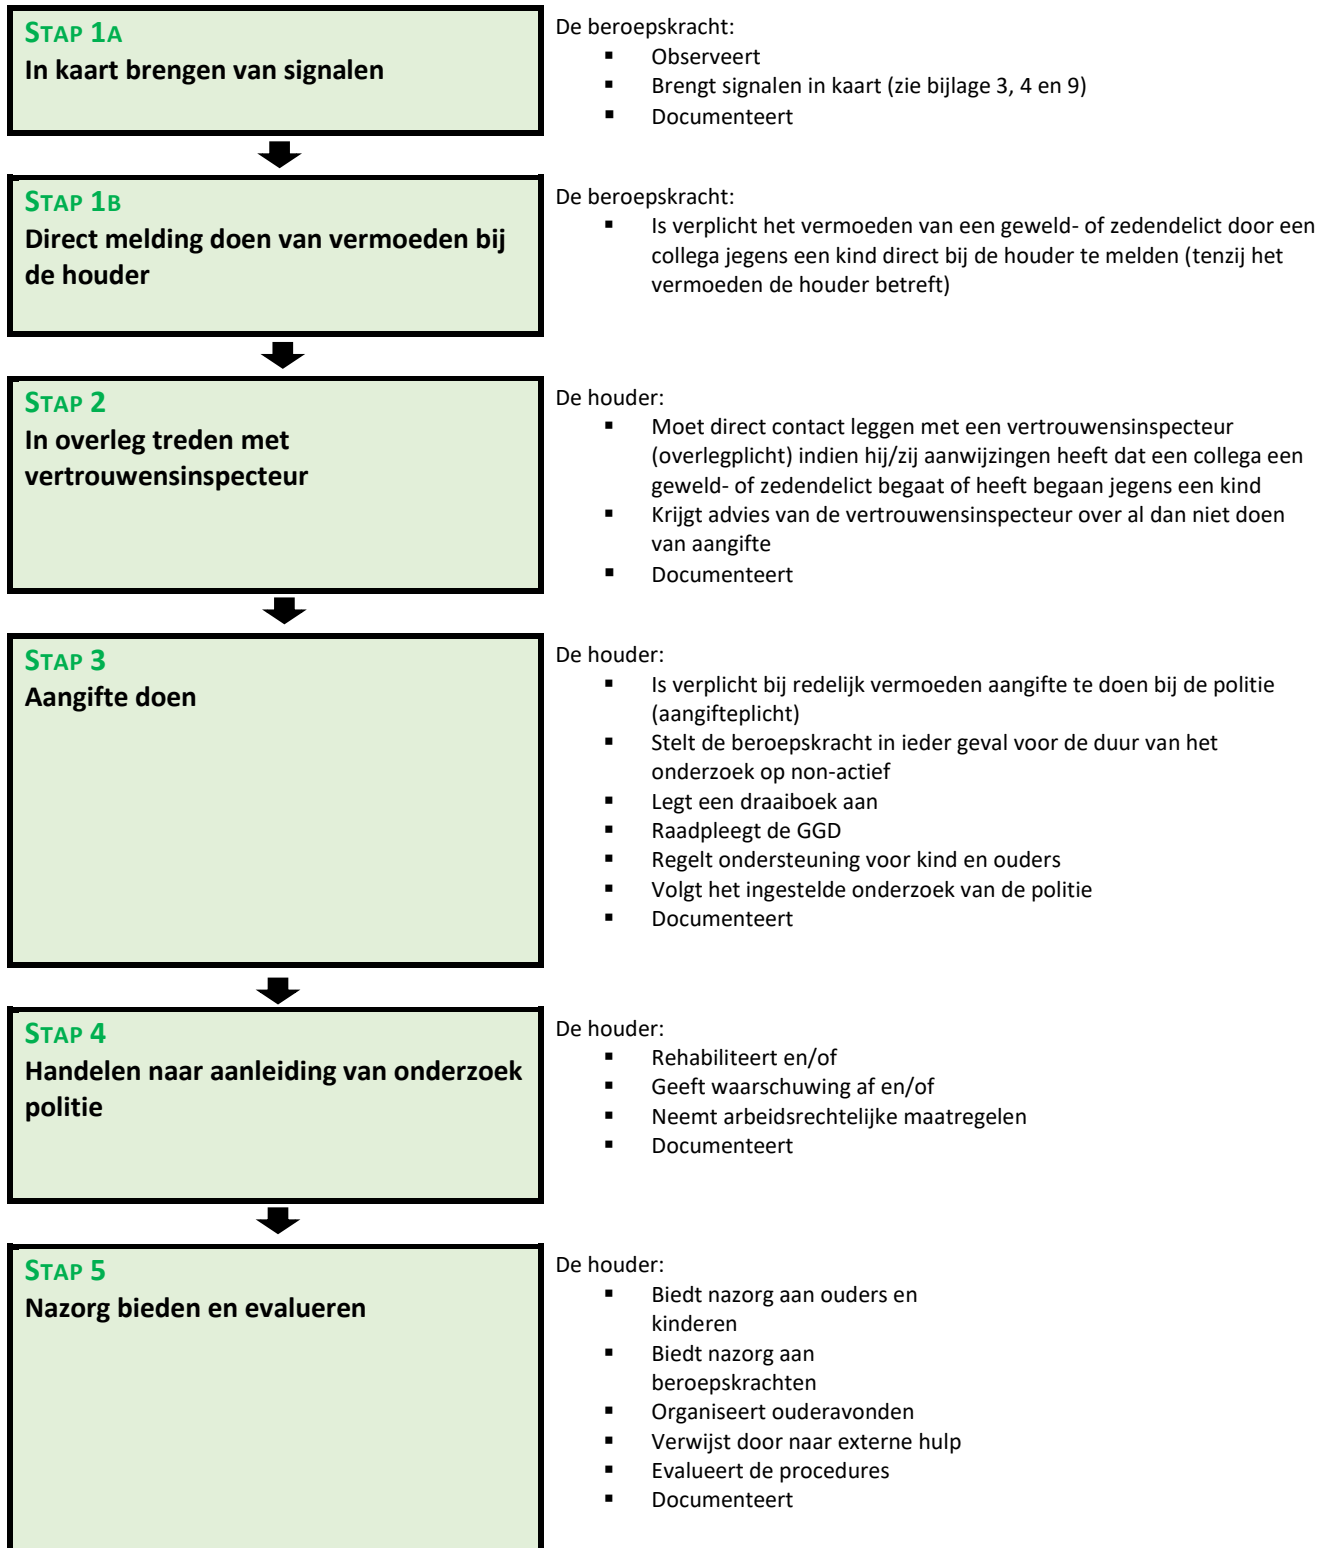 STAP 1A
In kaart brengen van signalen
De beroepskracht:
▪ Observeert
▪ Brengt signalen in kaart (zie bijlage 3, 4 en 9)
▪ Documenteert
STAP 1B
Direct melding doen van vermoeden bij
de houder
De beroepskracht:
▪ Is verplicht het vermoeden van een geweld- of zedendelict door een
collega jegens een kind direct bij de houder te melden (tenzij het
vermoeden de houder betreft)
STAP 2
In overleg treden met
vertrouwensinspecteur
De houder:
▪ Moet direct contact leggen met een vertrouwensinspecteur
(overlegplicht) indien hij/zij aanwijzingen heeft dat een collega een
geweld- of zedendelict begaat of heeft begaan jegens een kind
▪ Krijgt advies van de vertrouwensinspecteur over al dan niet doen
van aangifte
▪ Documenteert
STAP 3
Aangifte doen
De houder:
▪ Is verplicht bij redelijk vermoeden aangifte te doen bij de politie
(aangifteplicht)
▪ Stelt de beroepskracht in ieder geval voor de duur van het
onderzoek op non-actief
▪ Legt een draaiboek aan
▪ Raadpleegt de GGD
▪ Regelt ondersteuning voor kind en ouders
▪ Volgt het ingestelde onderzoek van de politie
▪ Documenteert
STAP 4
Handelen naar aanleiding van onderzoek
politie
De houder:
▪ Rehabiliteert en/of
▪ Geeft waarschuwing af en/of
▪ Neemt arbeidsrechtelijke maatregelen
▪ Documenteert
STAP 5
Nazorg bieden en evalueren
De houder:
▪ Biedt nazorg aan ouders en
kinderen
▪ Biedt nazorg aan
beroepskrachten
▪ Organiseert ouderavonden
▪ Verwijst door naar externe hulp
▪ Evalueert de procedures
▪ Documenteert